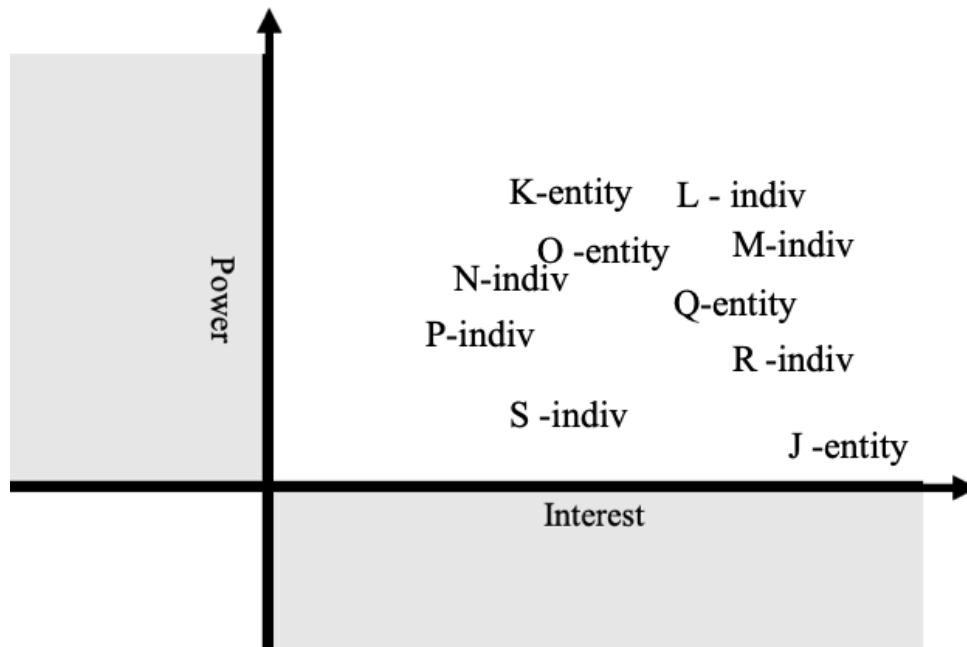 K-entity
L - indiv
O -entity
M-indiv
N-indiv
Power
Q-entity
P-indiv
R -indiv
S -indiv
J -entity
Interest